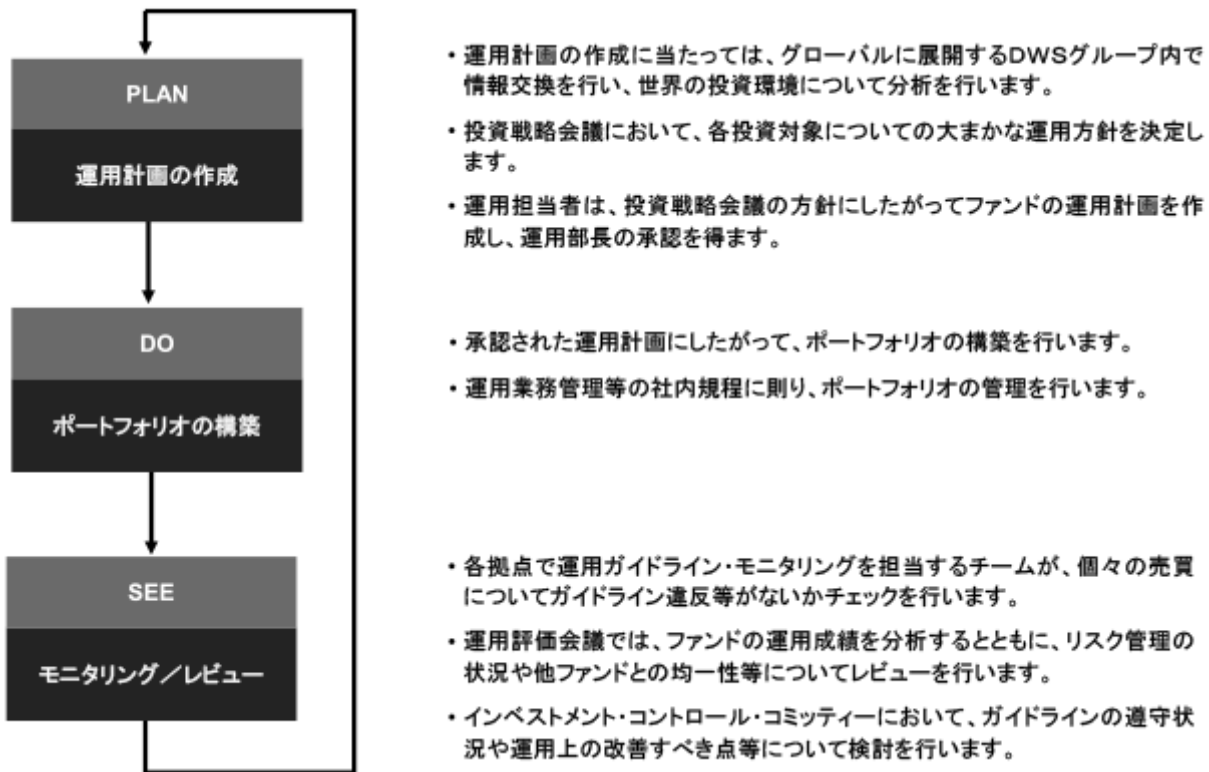 PLAN
運用計画の作成
・運用計画の作成に当たっては、グローバルに展開するDWSグループ内で
情報交換を行い、世界の投資環境について分析を行います。
・投資戦略会議において、各投資対象についての大まかな運用方針を決定し
ます。
・運用担当者は、投資戦略会議の方針にしたがってファンドの運用計画を作
成し、運用部長の承認を得ます。
DO
ポートフォリオの構築
・承認された運用計画にしたがって、ポートフォリオの構築を行います。
・運用業務管理等の社内規程に則り、ポートフォリオの管理を行います。
SEE
モニタリング／レビュー
・各拠点で運用ガイドライン・モニタリングを担当するチームが、個々の売買
についてガイドライン違反等がないかチェックを行います。
・運用評価会議では、ファンドの運用成績を分析するとともに、リスク管理の
状況や他ファンドとの均一性等についてレビューを行います。
・インベストメント・コントロール・コミッティーにおいて、ガイドラインの遵守状
況や運用上の改善すべき点等について検討を行います。